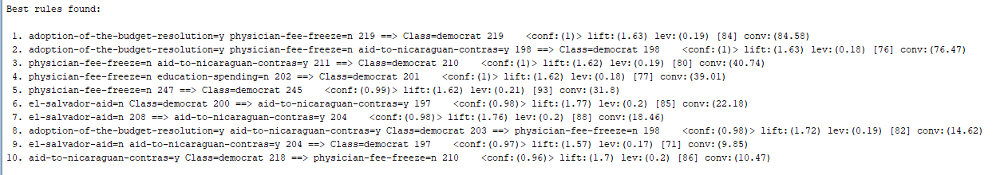 Best rules found:
1. adoption-of-the-budget-resolution=y physician-fee-freeze=n 219 ==> Class=democrat 219    <conf:(1)> lift:(1.63) lev:(0.19) [84] conv:(84.58)
2. adoption-of-the-budget-resolution=y physician-fee-freeze=n aid-to-nicaraguan-contras=y 198 ==> Class=democrat 198    <conf:(1)> lift:(1.63) lev:(0.18) [76] conv:(76.47)
3. physician-fee-freeze=n aid-to-nicaraguan-contras=y 211 ==> Class=democrat 210    <conf:(1)> lift:(1.62) lev:(0.19) [80] conv:(40.74)
4. physician-fee-freeze=n education-spending=n 202 ==> Class=democrat 201    <conf:(1)> lift:(1.62) lev:(0.18) [77] conv:(39.01)
5. physician-fee-freeze=n 247 ==> Class=democrat 245    <conf:(0.99)> lift:(1.62) lev:(0.21) [93] conv:(31.8)
6. el-salvador-aid=n Class=democrat 200 ==> aid-to-nicaraguan-contras=y 197    <conf:(0.98)> lift:(1.77) lev:(0.2) [85] conv:(22.18)
7. el-salvador-aid=n 208 ==> aid-to-nicaraguan-contras=y 204    <conf:(0.98)> lift:(1.76) lev:(0.2) [88] conv:(18.46)
8. adoption-of-the-budget-resolution=y aid-to-nicaraguan-contras=y Class=democrat 203 ==> physician-fee-freeze=n 198    <conf:(0.98)> lift:(1.72) lev:(0.19) [82] conv:(14.62)
9. el-salvador-aid=n aid-to-nicaraguan-contras=y 204 ==> Class=democrat 197    <conf:(0.97)> lift:(1.57) lev:(0.17) [71] conv:(9.85)
10. aid-to-nicaraguan-contras=y Class=democrat 218 ==> physician-fee-freeze=n 210    <conf:(0.96)> lift:(1.7) lev:(0.2) [86] conv:(10.47)